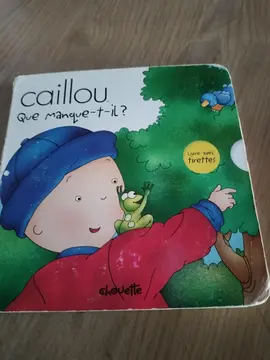 caillou
Que manque-t-il?
Livre avec
tirettes
chouette